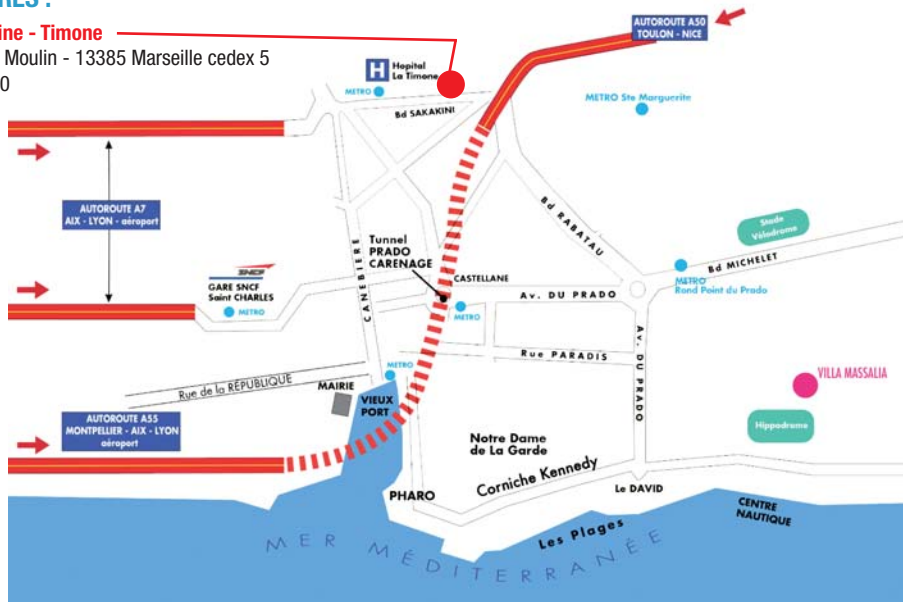 RES :
ine - Timone
Moulin - 13385 Marseille cedex 5
0
AUTOROUTE A50
TOULON - NICE
H
Hopital
La Timone
METRO
Bd SAKAKINI
METRO Ste Marguerite
AUTOROUTE A7
AIX - LYON - aéroport
Bd RABATAU
Stade
Vélodrome
Tunnel
PRADO
CARENAGE
SNCF
GARE SNCF
Saint CHARLES
METRO
CANEBIERE
CASTELLANE
METRO
Av. DU PRADO
Bd MICHELET
METRO
Rond Point du Prado
Rue PARADIS
Av. DU PRADO
METRO
Rue de la RÉPUBLIQUE
MAIRIE
VIEUX
PORT
VILLA MASSALIA
AUTOROUTE A55
MONTPELLIER - AIX - LYON
aéroport
Hippodrome
Notre Dame
de La Garde
Corniche Kennedy
PHARO
Le DAVID
CENTRE
NAUTIQUE
Les Plages
MER MÉDITERRANÉE